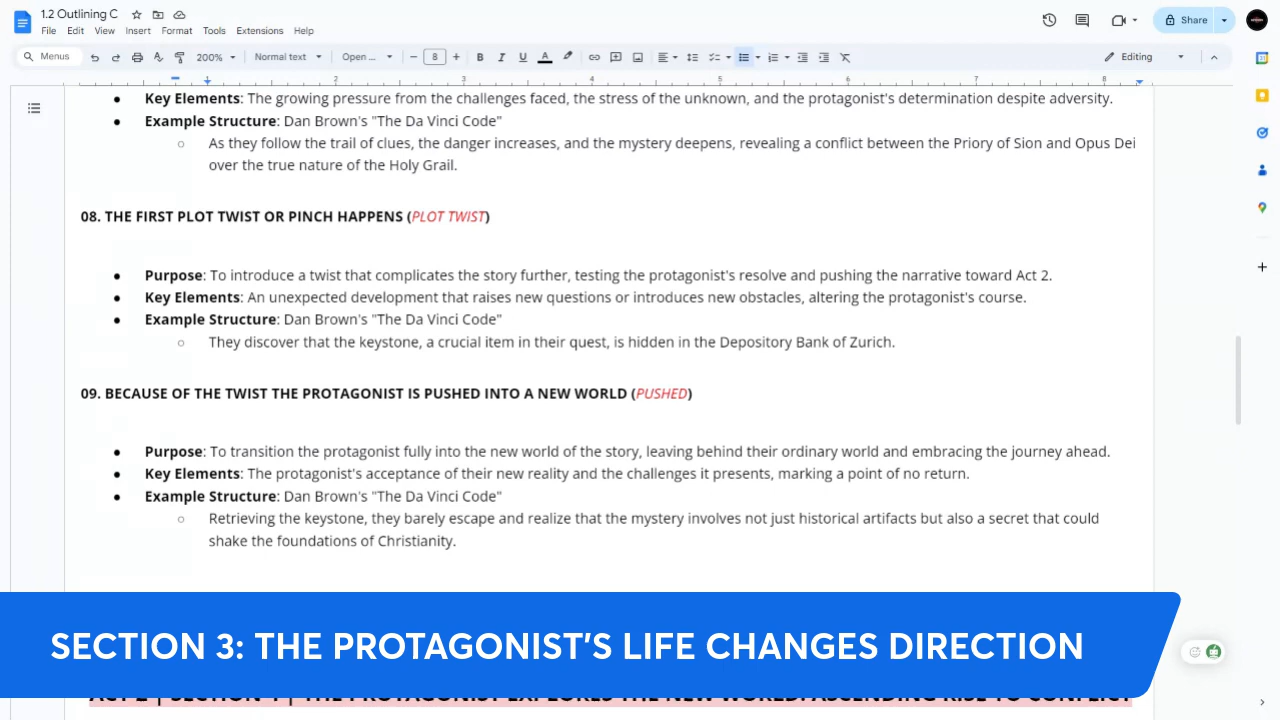 1.2 Outlining C
File Edit View Insert Format Tools Extensions Help
Share
Menus 200% Normal text Open ... 8 B I U A Editing
1 2 3 4 5 6 7 8
Key Elements: The growing pressure from the challenges faced, the stress of the unknown, and the protagonist's determination despite adversity.
Example Structure: Dan Brown's "The Da Vinci Code"
As they follow the trail of clues, the danger increases, and the mystery deepens, revealing a conflict between the Priory of Sion and Opus Dei
over the true nature of the Holy Grail.
08. THE FIRST PLOT TWIST OR PINCH HAPPENS (PLOT TWIST)
Purpose: To introduce a twist that complicates the story further, testing the protagonist's resolve and pushing the narrative toward Act 2.
Key Elements: An unexpected development that raises new questions or introduces new obstacles, altering the protagonist's course.
Example Structure: Dan Brown's "The Da Vinci Code"
They discover that the keystone, a crucial item in their quest, is hidden in the Depository Bank of Zurich.
09. BECAUSE OF THE TWIST THE PROTAGONIST IS PUSHED INTO A NEW WORLD (PUSHED)
Purpose: To transition the protagonist fully into the new world of the story, leaving behind their ordinary world and embracing the journey ahead.
Key Elements: The protagonist's acceptance of their new reality and the challenges it presents, marking a point of no return.
Example Structure: Dan Brown's "The Da Vinci Code"
Retrieving the keystone, they barely escape and realize that the mystery involves not just historical artifacts but also a secret that could
shake the foundations of Christianity.
SECTION 3: THE PROTAGONIST'S LIFE CHANGES DIRECTION